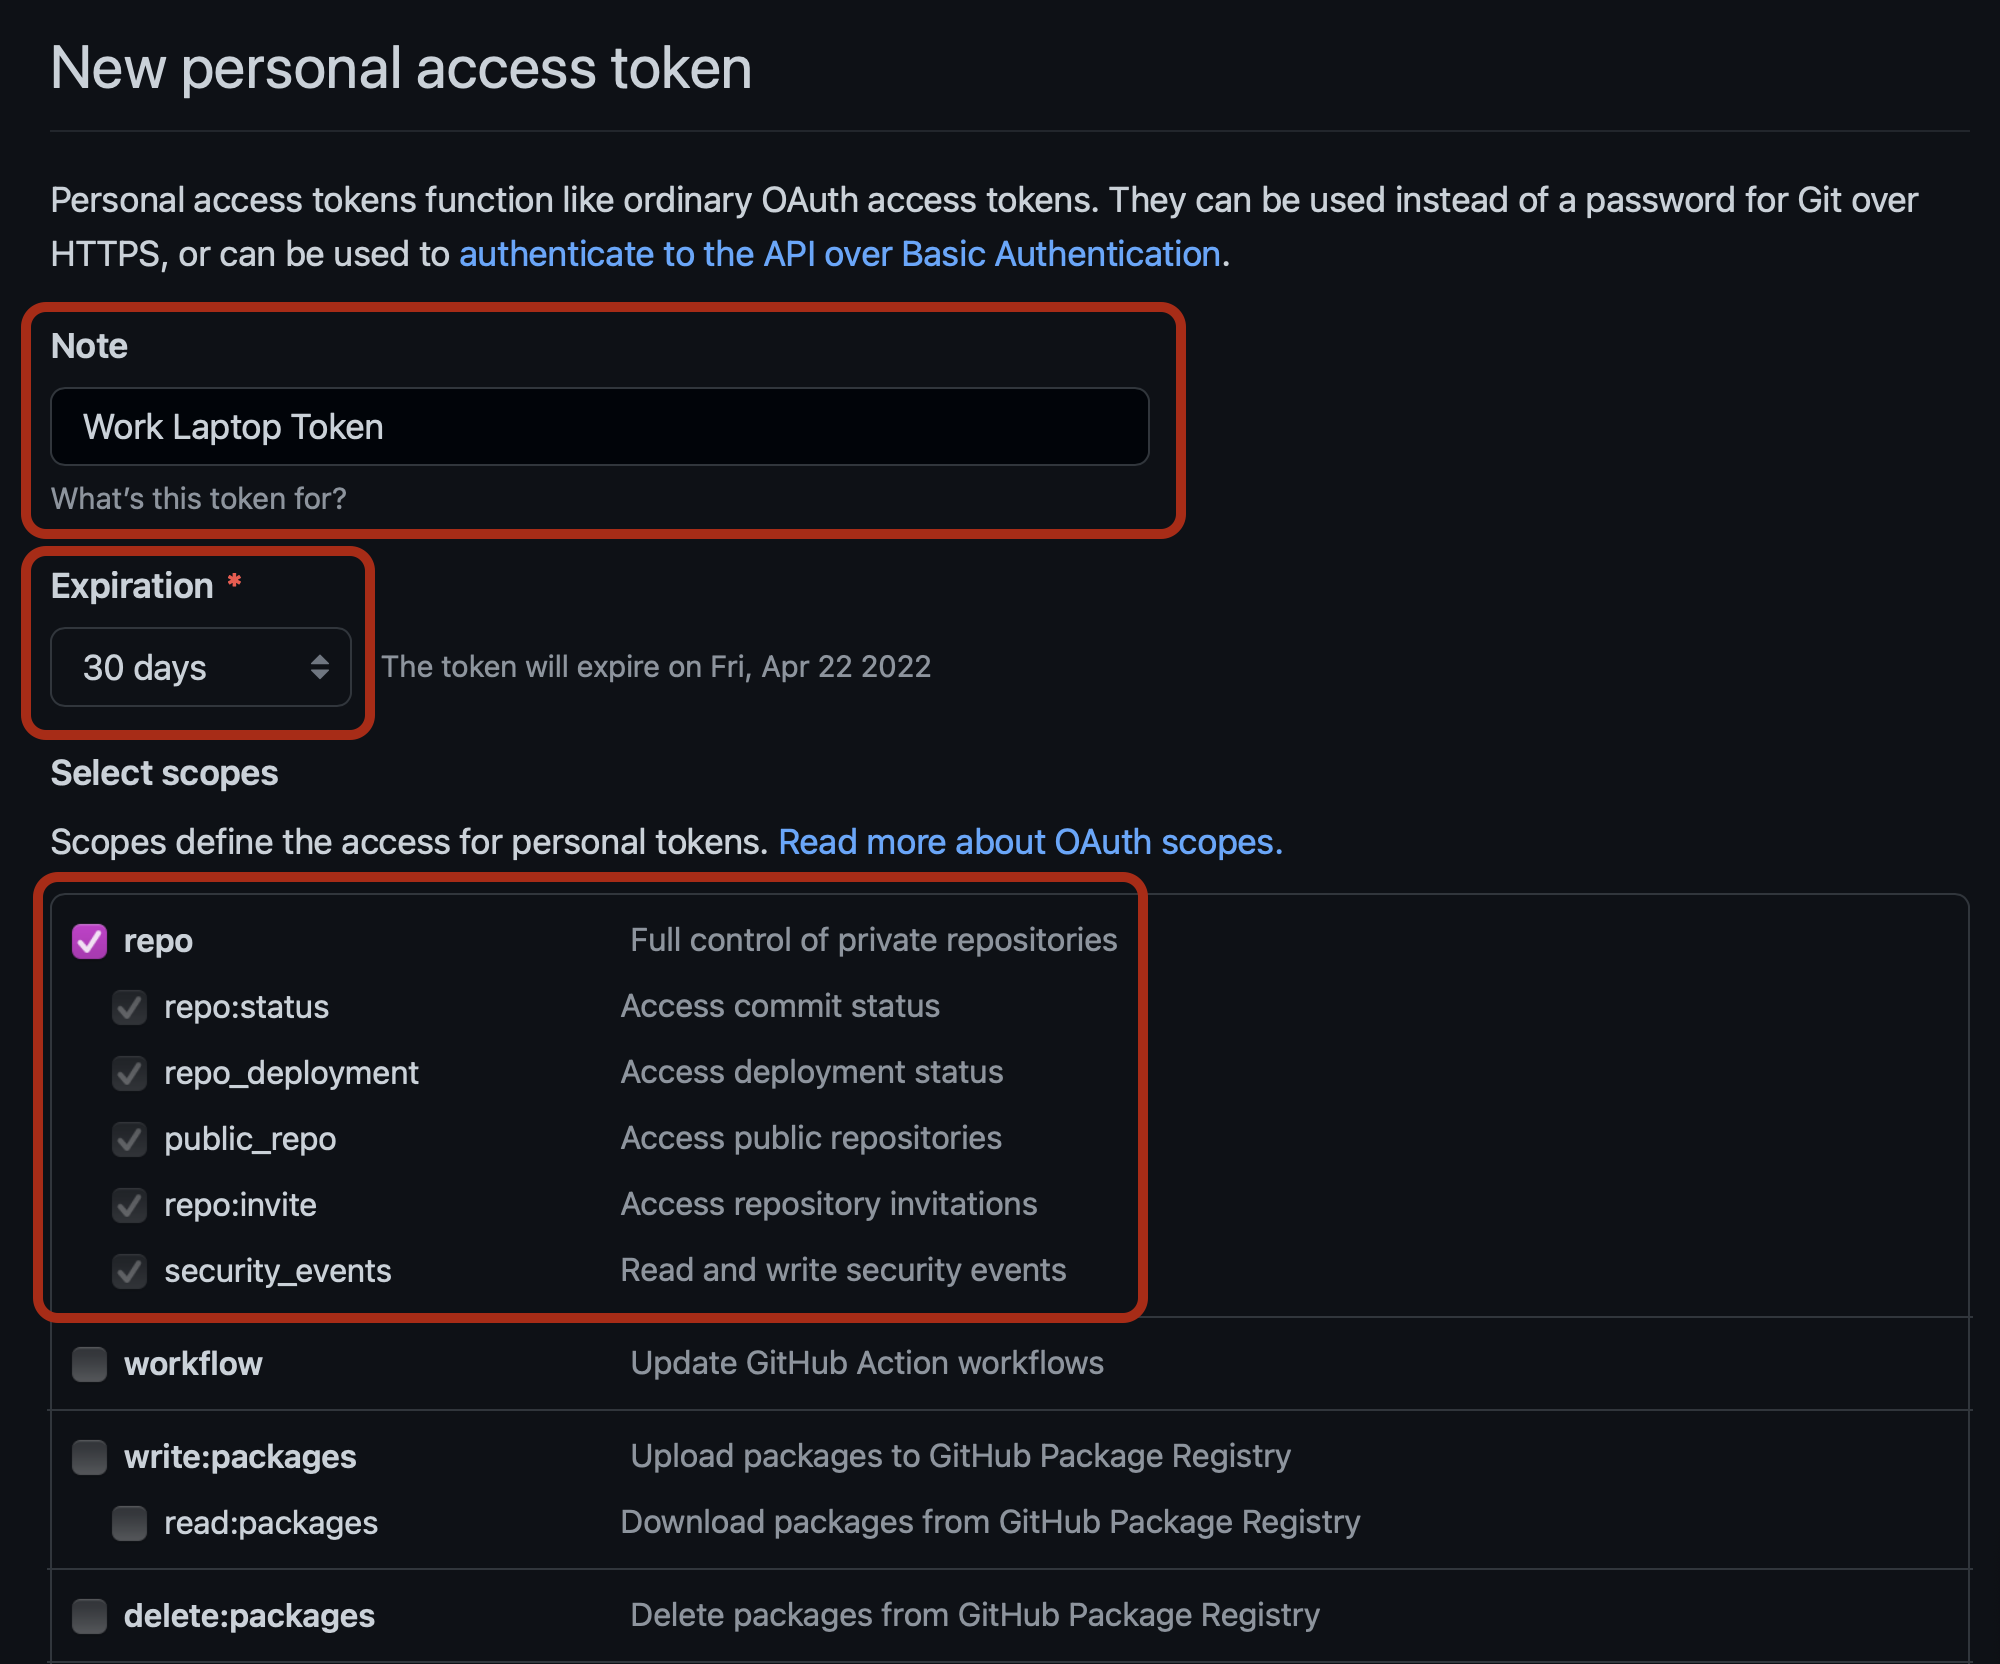 New personal access token
Personal access tokens function like ordinary OAuth access tokens. They can be used instead of a password for Git over
HTTPS, or can be used to authenticate to the API over Basic Authentication.
Note
Work Laptop Token
What's this token for?
Expiration *
30 days
The token will expire on Fri, Apr 22 2022
Select scopes
Scopes define the access for personal tokens. Read more about OAuth scopes.
repo Full control of private repositories
repo:status Access commit status
repo_deployment Access deployment status
public_repo Access public repositories
repo:invite Access repository invitations
security_events Read and write security events
workflow Update GitHub Action workflows
write:packages Upload packages to GitHub Package Registry
read:packages Download packages from GitHub Package Registry
delete:packages Delete packages from GitHub Package Registry